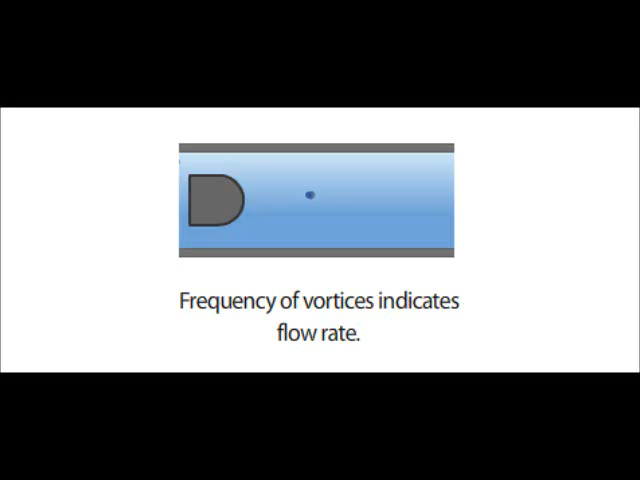 Frequency of vortices indicates
flow rate.